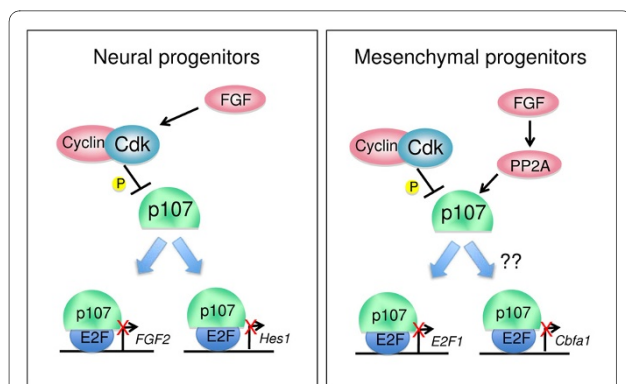 Neural progenitors
FGF
Cyclin Cdk
P
p107
p107
E2F
FGF2
p107
E2F
Hes1
Mesenchymal progenitors
FGF
Cyclin Cdk
PP2A
P
p107
??
p107
E2F
E2F1
p107
E2F
Cbfa1